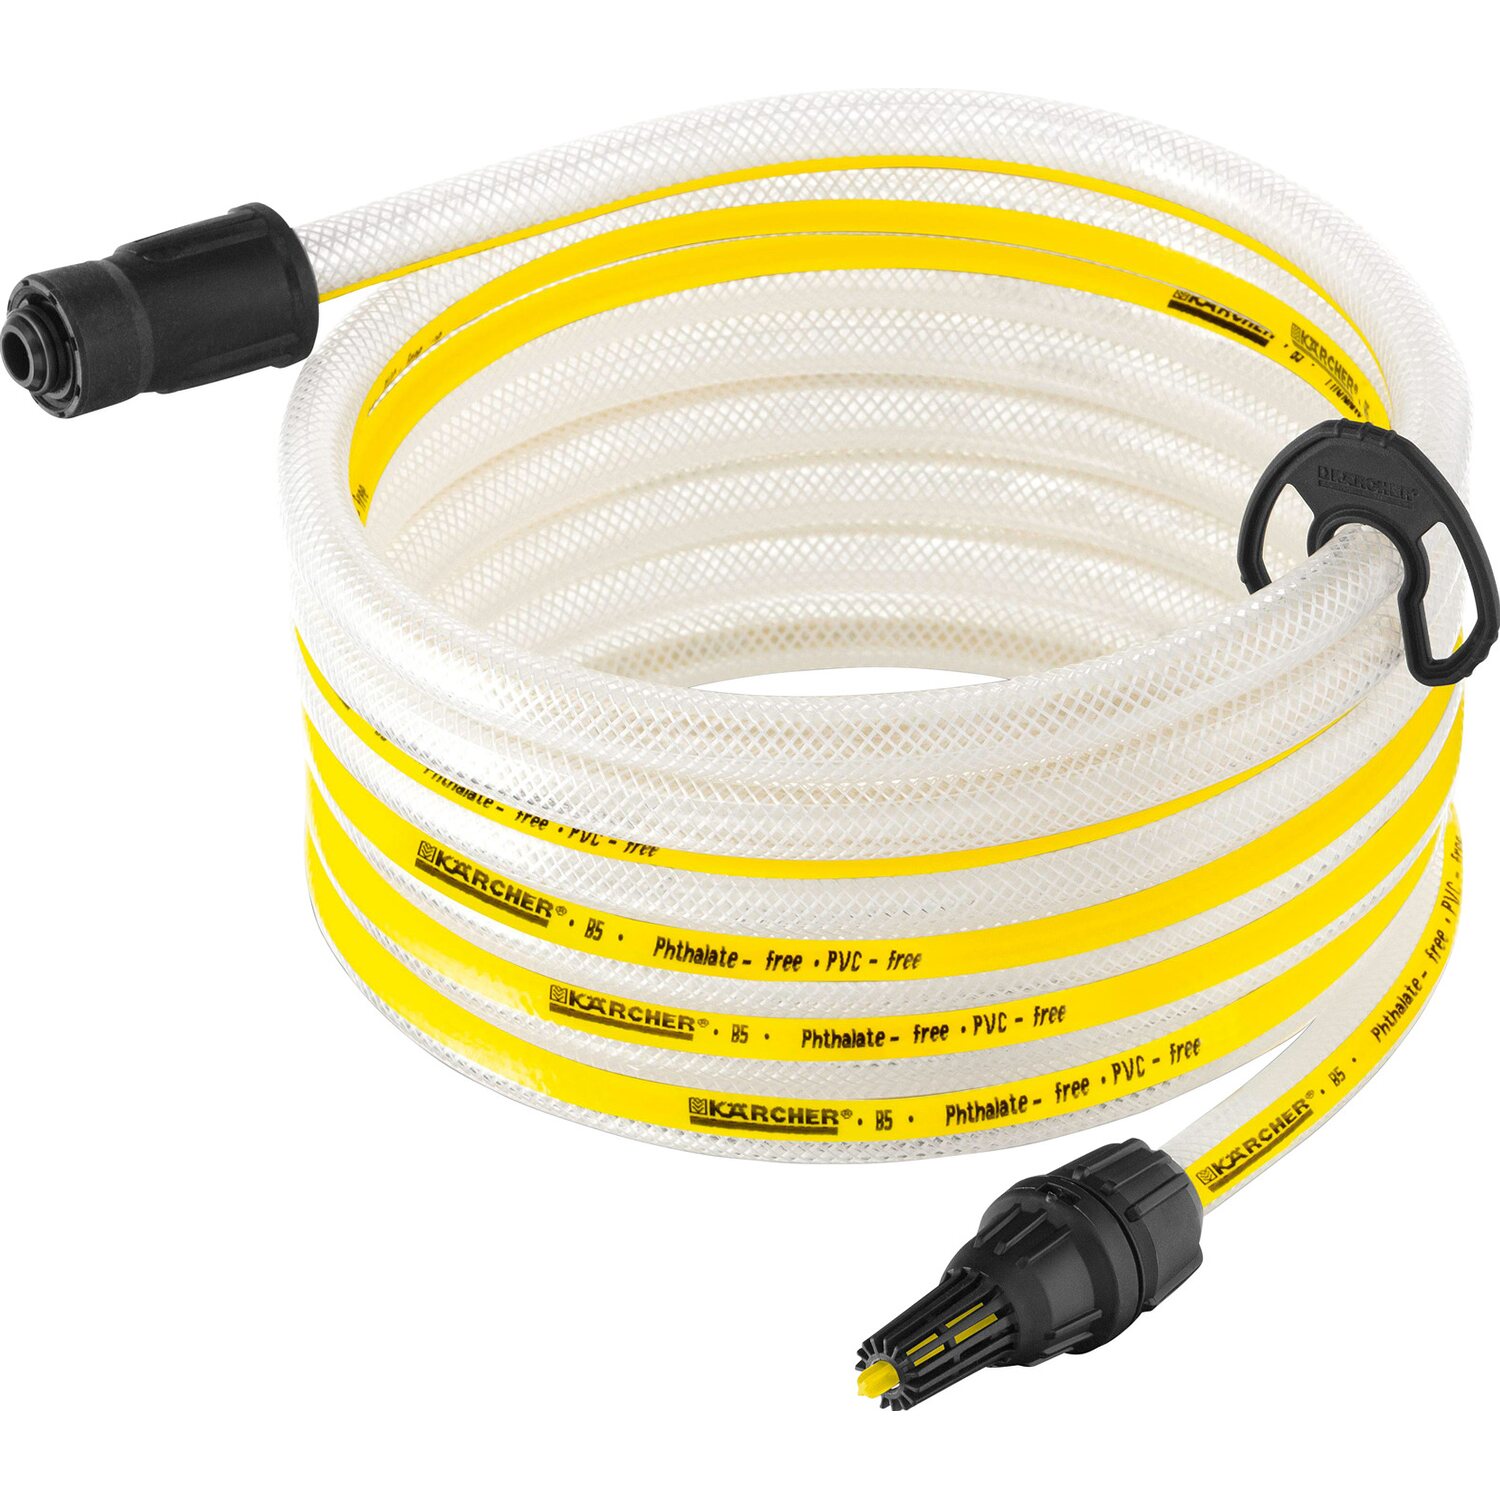 KÄRCHER
KÄRCHER®
KÄRCHER®
Phthalate - free • PVC - free
KÄRCHER® • B5 • Phthalate - free • PVC - free
KÄRCHER® • B5 • Phthalate - free • PVC - free
KÄRCHER® • B5 • Phthalate - free • PVC - free
KÄRCHER® • B5 • Phthalate - free • PVC - free